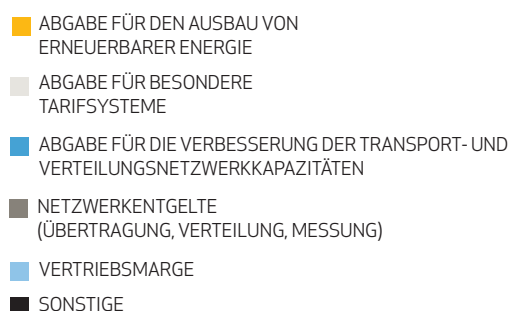 ABGABE FÜR DEN AUSBAU VON
ERNEUERBARER ENERGIE
ABGABE FÜR BESONDERE
TARIFSYSTEME
ABGABE FÜR DIE VERBESSERUNG DER TRANSPORT- UND
VERTEILUNGSNETZWERKKAPAZITÄTEN
NETZWERKENTGELTE
(ÜBERTRAGUNG, VERTEILUNG, MESSUNG)
VERTRIEBSMARGE
SONSTIGE